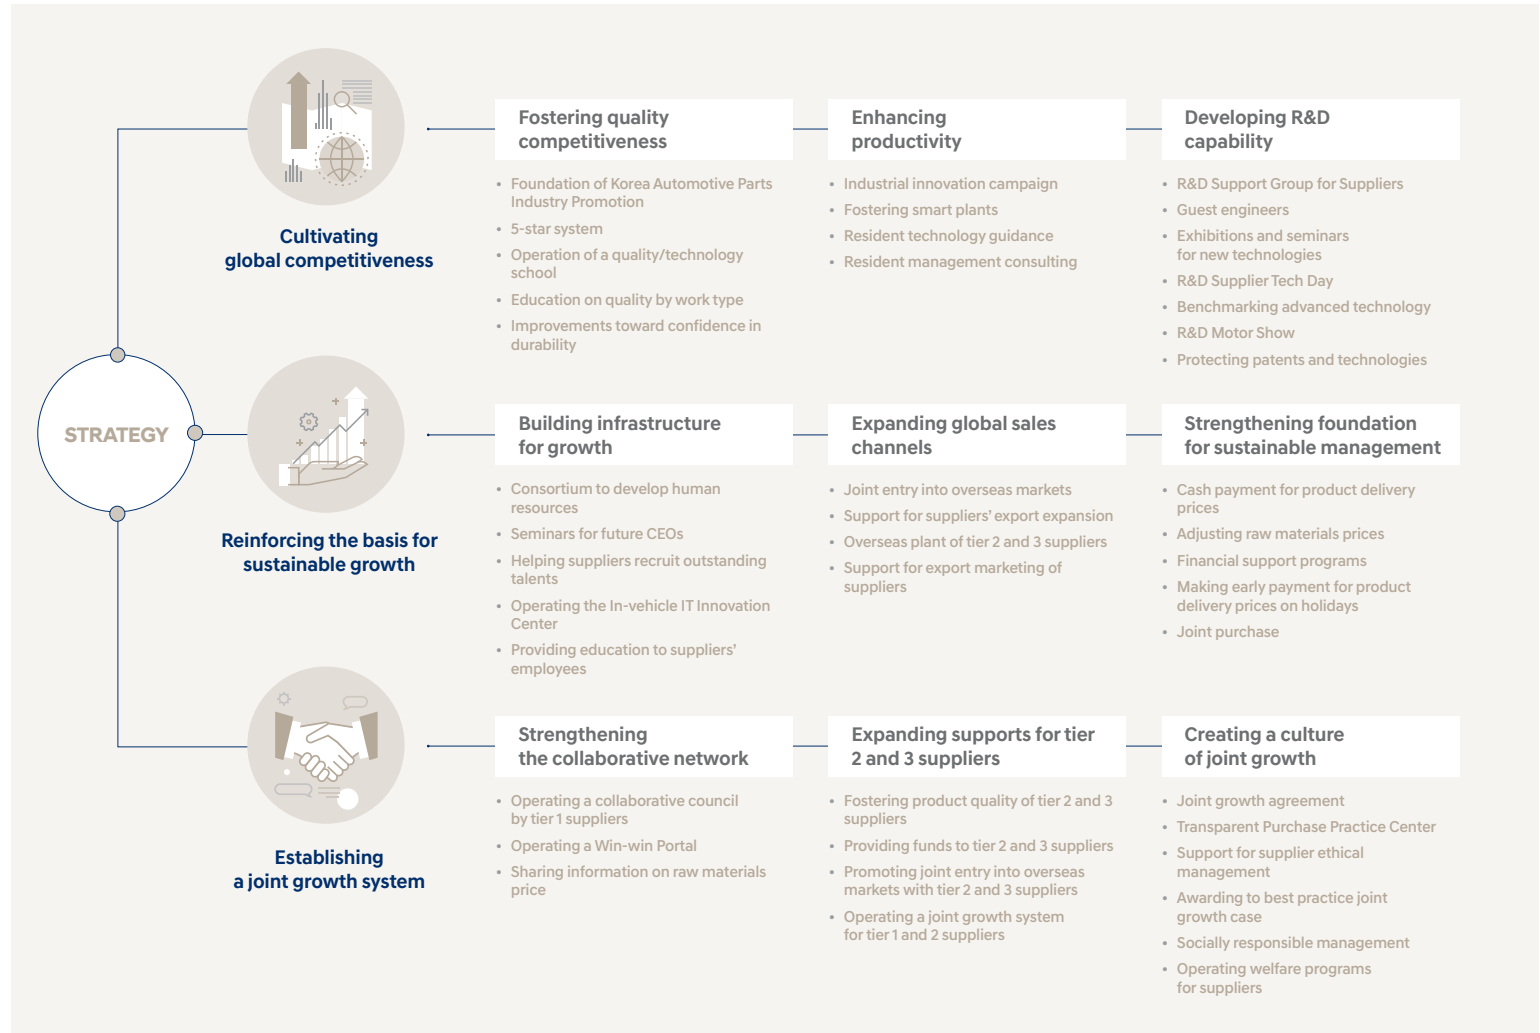 STRATEGY
Cultivating
global competitiveness
Fostering quality
competitiveness
• Foundation of Korea Automotive Parts
Industry Promotion
• 5-star system
• Operation of a quality/technology
school
• Education on quality by work type
• Improvements toward confidence in
durability
Enhancing
productivity
• Industrial innovation campaign
• Fostering smart plants
• Resident technology guidance
• Resident management consulting
Developing R&D
capability
• R&D Support Group for Suppliers
• Guest engineers
• Exhibitions and seminars
for new technologies
• R&D Supplier Tech Day
• Benchmarking advanced technology
• R&D Motor Show
• Protecting patents and technologies
Reinforcing the basis for
sustainable growth
Building infrastructure
for growth
• Consortium to develop human
resources
• Seminars for future CEOs
• Helping suppliers recruit outstanding
talents
• Operating the In-vehicle IT Innovation
Center
• Providing education to suppliers’
employees
Expanding global sales
channels
• Joint entry into overseas markets
• Support for suppliers’ export expansion
• Overseas plant of tier 2 and 3 suppliers
• Support for export marketing of
suppliers
Strengthening foundation
for sustainable management
• Cash payment for product delivery
prices
• Adjusting raw materials prices
• Financial support programs
• Making early payment for product
delivery prices on holidays
• Joint purchase
Establishing
a joint growth system
Strengthening
the collaborative network
• Operating a collaborative council
by tier 1 suppliers
• Operating a Win-win Portal
• Sharing information on raw materials
price
Expanding supports for tier
2 and 3 suppliers
• Fostering product quality of tier 2 and 3
suppliers
• Providing funds to tier 2 and 3 suppliers
• Promoting joint entry into overseas
markets with tier 2 and 3 suppliers
• Operating a joint growth system
for tier 1 and 2 suppliers
Creating a culture
of joint growth
• Joint growth agreement
• Transparent Purchase Practice Center
• Support for supplier ethical
management
• Awarding to best practice joint
growth case
• Socially responsible management
• Operating welfare programs
for suppliers